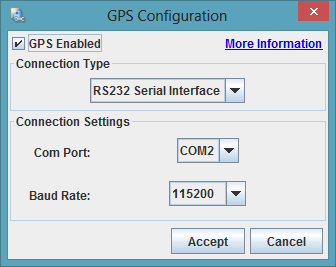 GPS Configuration
GPS Enabled More Information
Connection Type
RS232 Serial Interface
Connection Settings
Com Port: COM2
Baud Rate: 115200
Accept Cancel